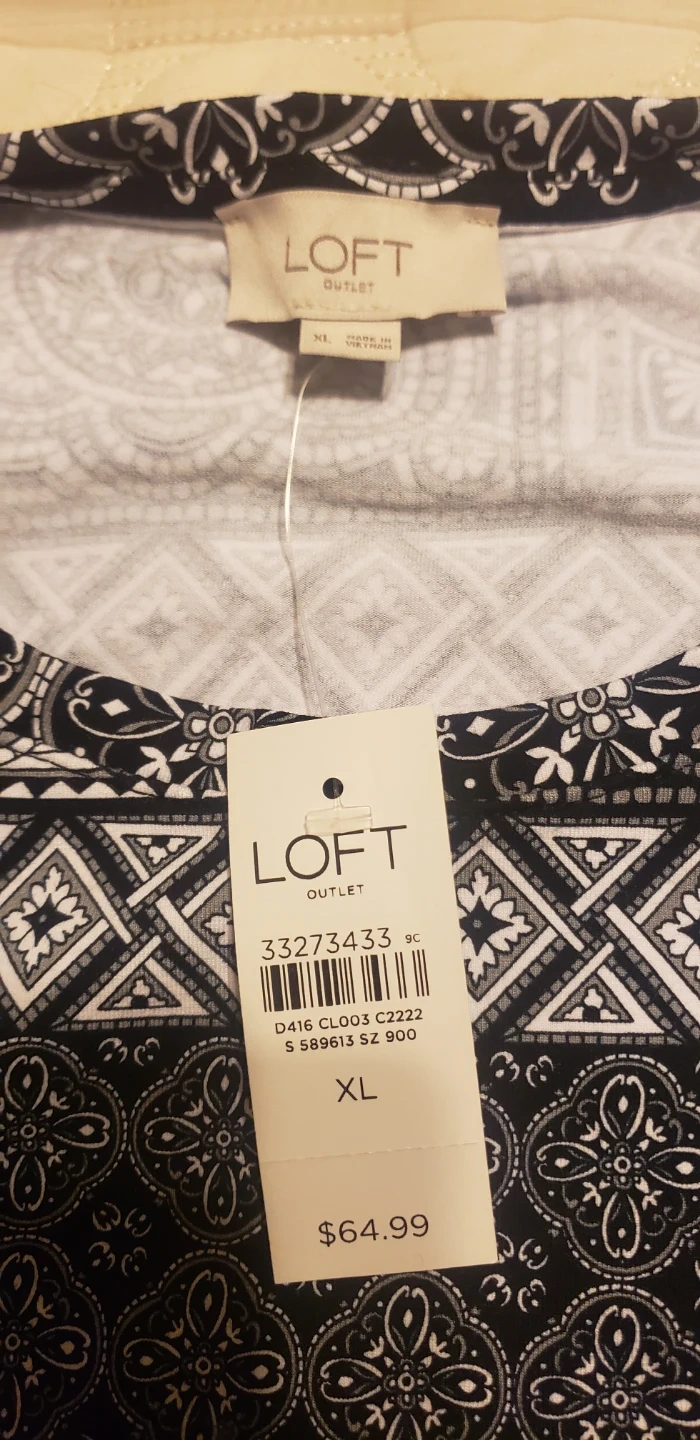 LOFT
OUTLET
XL MADE IN
VIETNAM
LOFT
OUTLET
33273433 9C
D416 CL003 C2222
S 589613 SZ 900
XL
$64.99